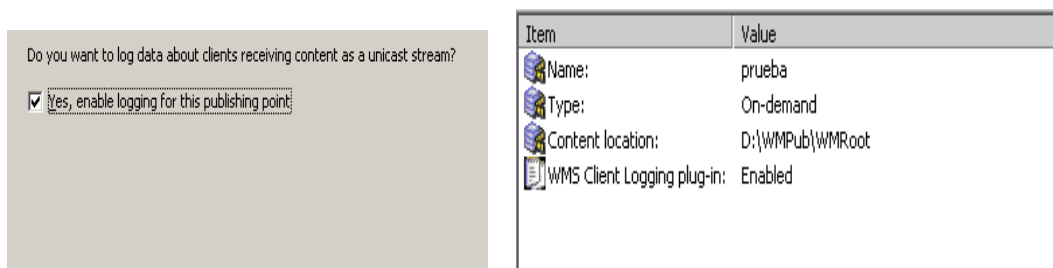 Do you want to log data about clients receiving content as a unicast stream?
Yes, enable logging for this publishing point
Item Value
Name: prueba
Type: On-demand
Content location: D:\WMPub\WMRoot
WMS Client Logging plug-in: Enabled